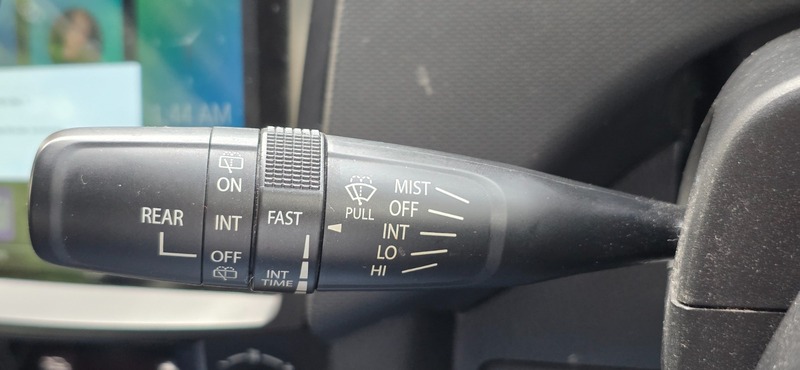 REAR
ON
INT
OFF
FAST
INT
TIME
PULL
MIST
OFF
INT
LO
HI